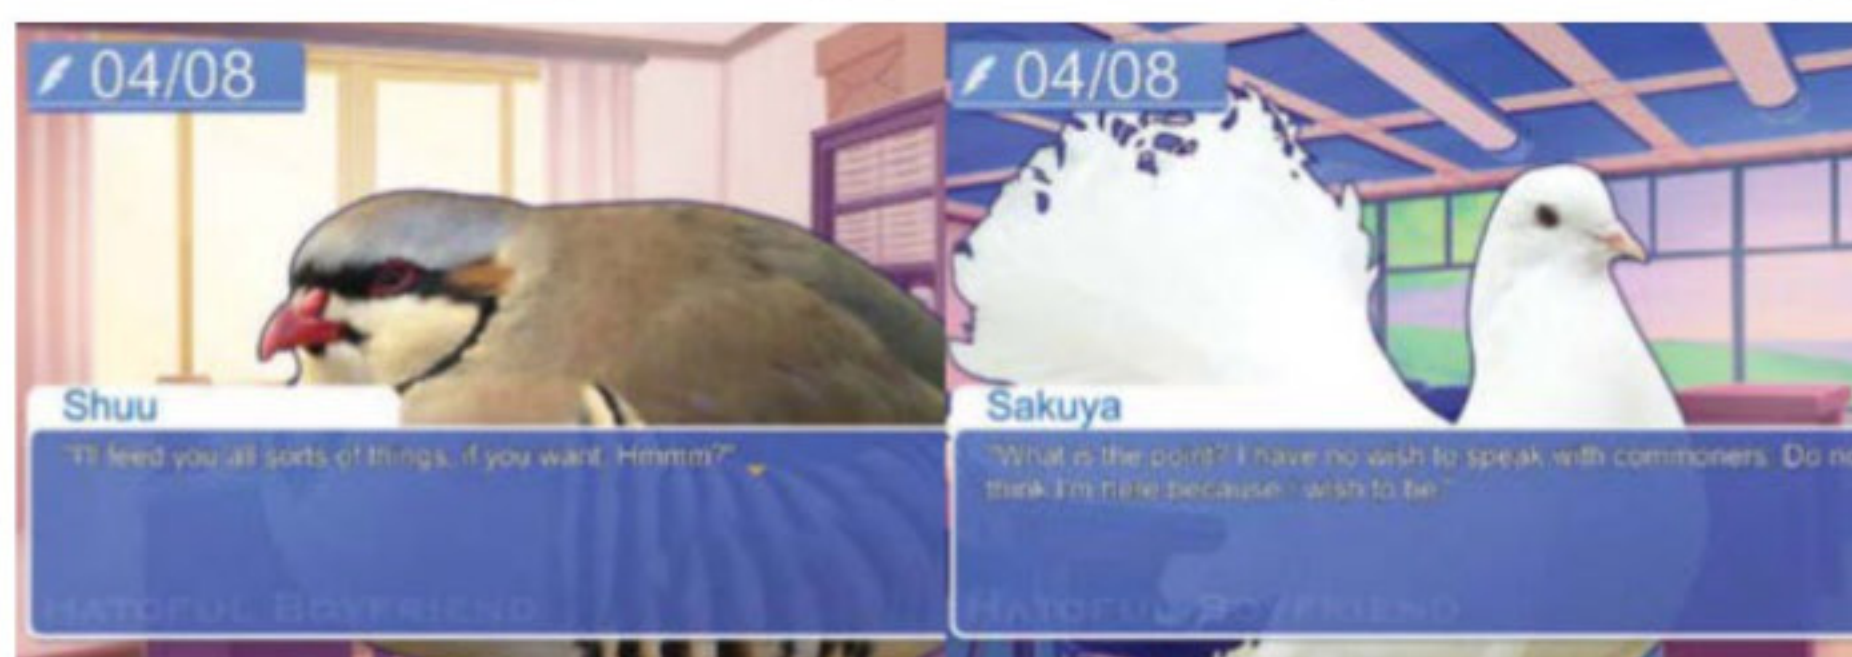 04/08
Shuu
"I'll feed you all sorts of things, if you want. Hmmm?"
HATOFUL BOYFRIEND
04/08
Sakuya
"What is the point? I have no wish to speak with commoners. Do no
think I'm here because I wish to be."
HATOFUL BOYFRIEND